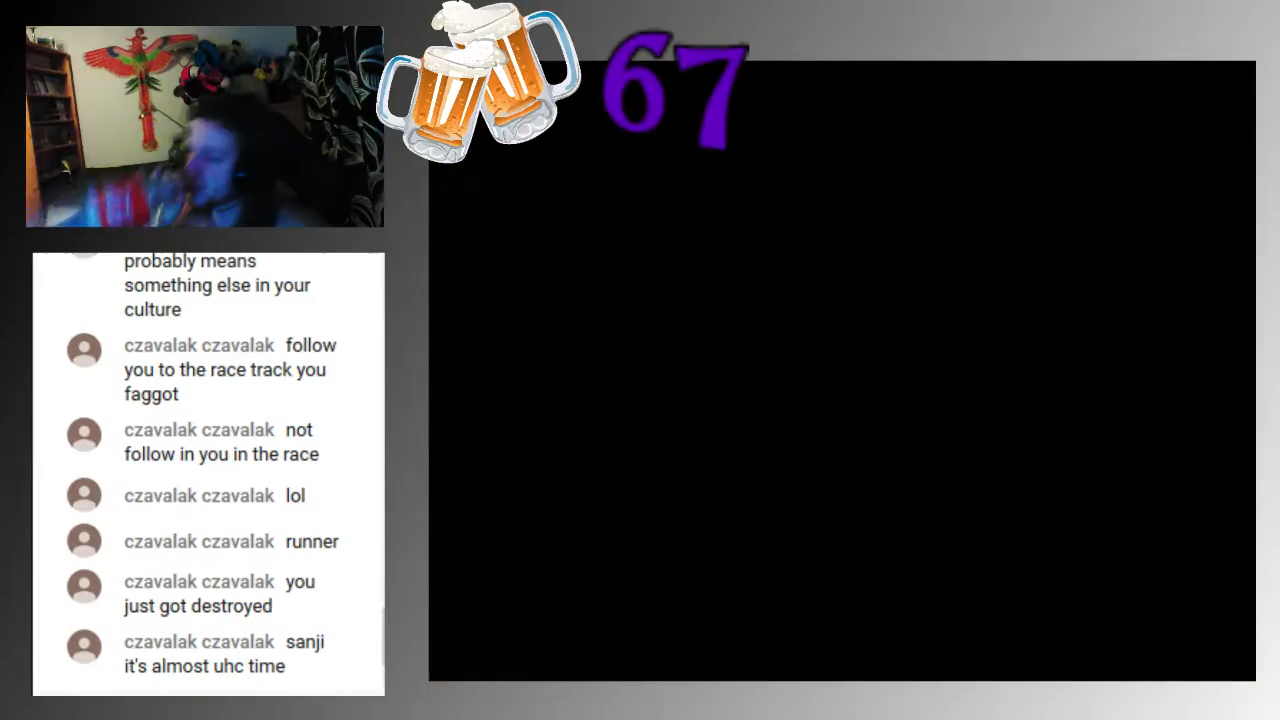 67
probably means
something else in your
culture
czavalak czavalak follow
you to the race track you
faggot
czavalak czavalak not
follow in you in the race
czavalak czavalak lol
czavalak czavalak runner
czavalak czavalak you
just got destroyed
czavalak czavalak sanji
it's almost uhc time